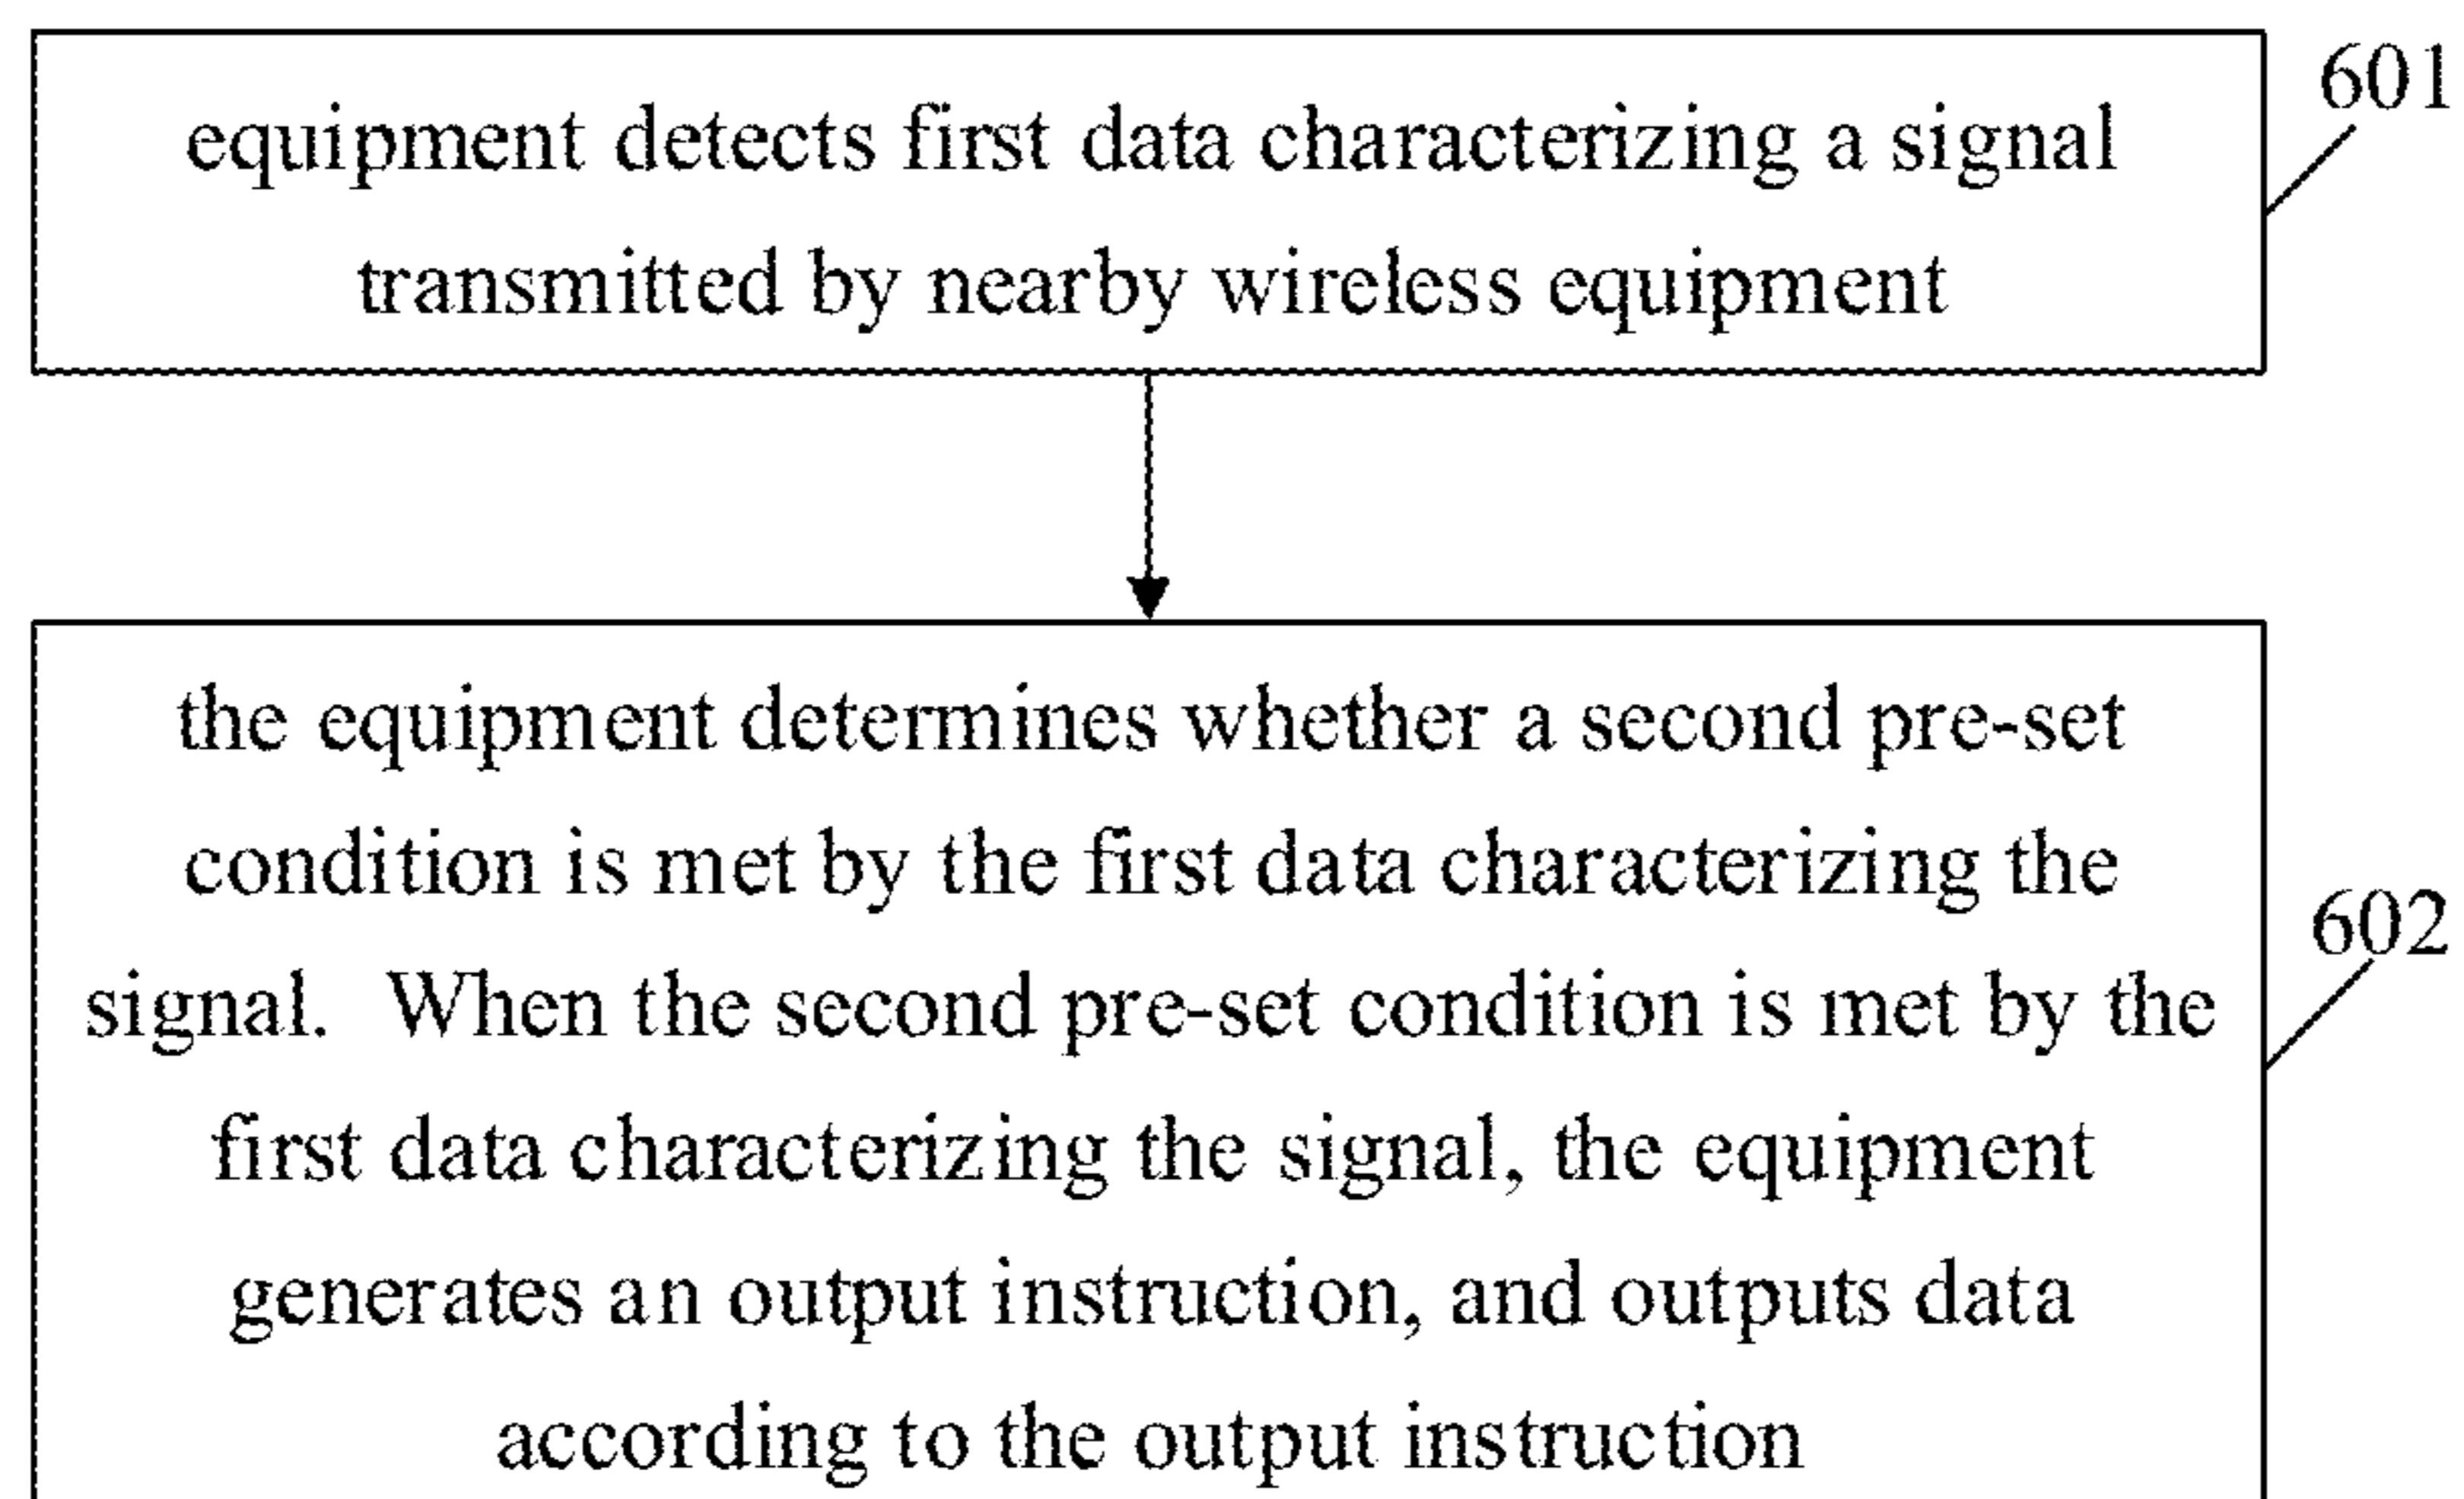 601
equipment detects first data characterizing a signal
transmitted by nearby wireless equipment
the equipment determines whether a second pre-set
condition is met by the first data characterizing the
602
signal. When the second pre-set condition is met by the
first data characterizing the signal, the equipment
generates an output instruction, and outputs data
according to the output instruction